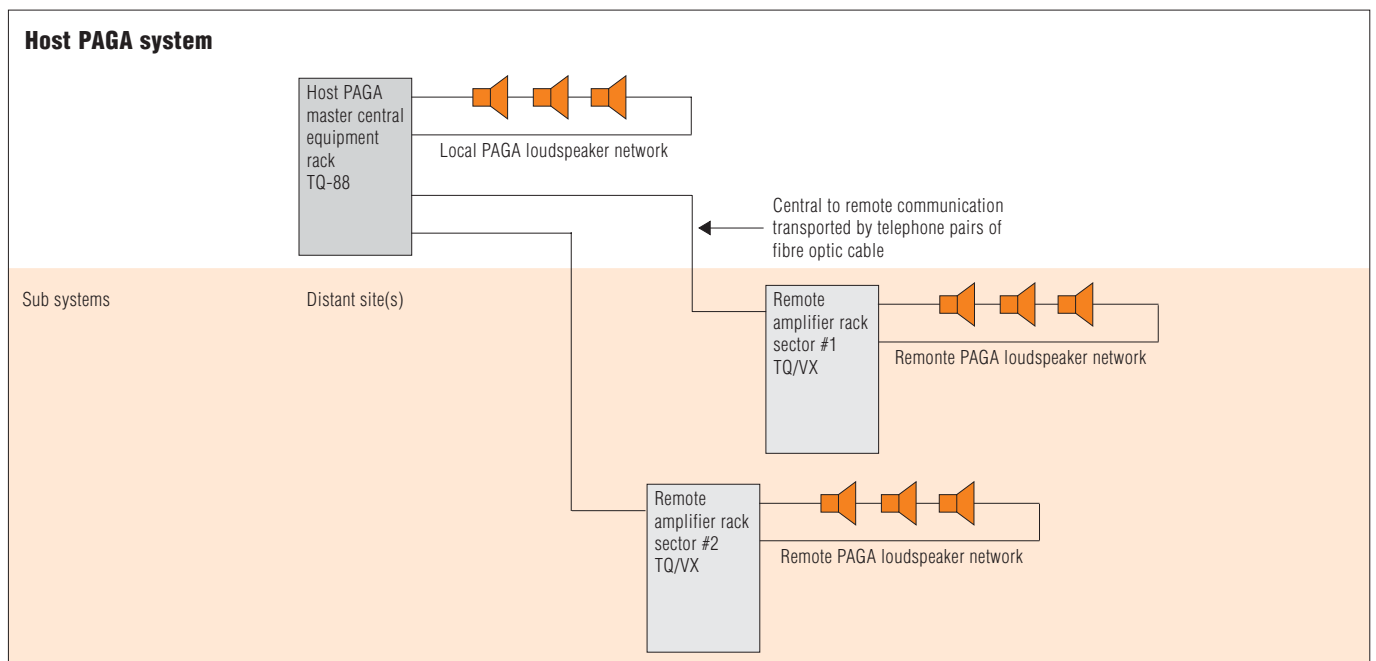 Host PAGA system
Host PAGA
master central
equipment
rack
TQ-88
Local PAGA loudspeaker network
Central to remote communication
transported by telephone pairs of
fibre optic cable
Sub systems
Distant site(s)
Remote
amplifier rack
sector #1
TQ/VX
Remonte PAGA loudspeaker network
Remote
amplifier rack
sector #2
TQ/VX
Remote PAGA loudspeaker network